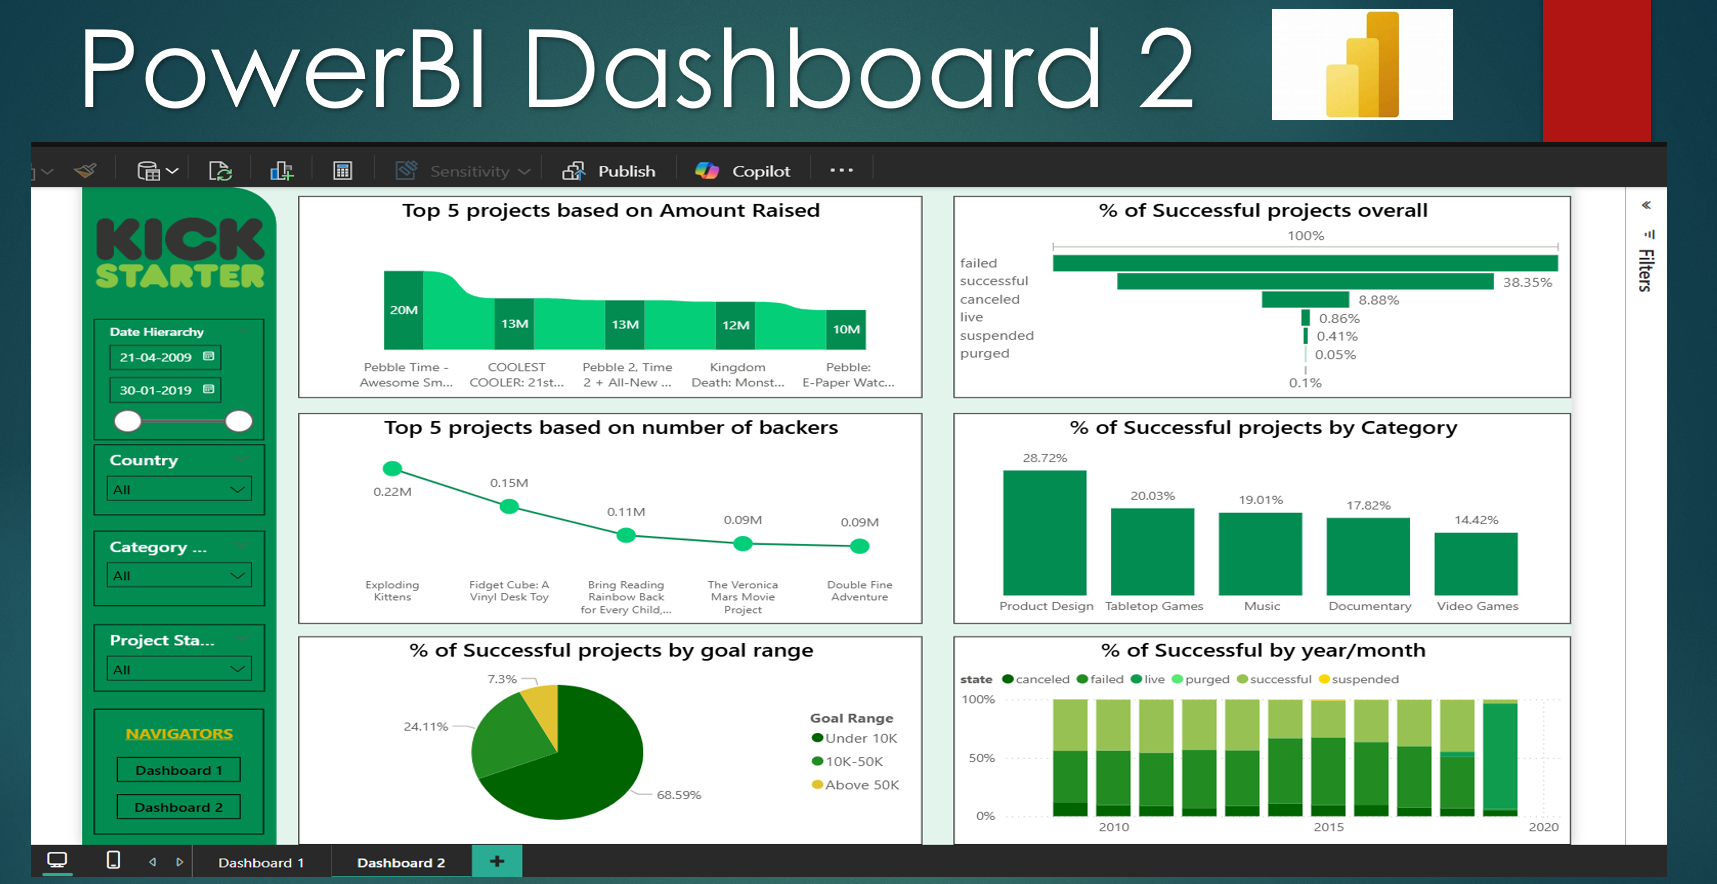 PowerBI Dashboard 2
Sensitivity
Publish
Copilot
KICK
STARTER
Date Hierarchy
21-04-2009
30-01-2019
Country
All
Category ...
All
Project Sta...
All
NAVIGATORS
Dashboard 1
Dashboard 2
Top 5 projects based on Amount Raised
20M
13M
13M
12M
10M
Pebble Time -
Awesome Sm...
COOLEST
COOLER: 21st...
Pebble 2, Time
2 + All-New ...
Kingdom
Death: Monst...
Pebble:
E-Paper Watc...
% of Successful projects overall
100%
failed
successful 38.35%
canceled 8.88%
live 0.86%
suspended 0.41%
purged 0.05%
0.1%
Top 5 projects based on number of backers
0.22M
0.15M
0.11M
0.09M
0.09M
Exploding
Kittens
Fidget Cube: A
Vinyl Desk Toy
Bring Reading
Rainbow Back
for Every Child,...
The Veronica
Mars Movie
Project
Double Fine
Adventure
% of Successful projects by Category
28.72%
20.03%
19.01%
17.82%
14.42%
Product Design
Tabletop Games
Music
Documentary
Video Games
% of Successful projects by goal range
7.3%
24.11%
68.59%
Goal Range
Under 10K
10K-50K
Above 50K
% of Successful by year/month
state canceled failed live purged successful suspended
100%
50%
0%
2010
2015
2020
Filters
Dashboard 1
Dashboard 2